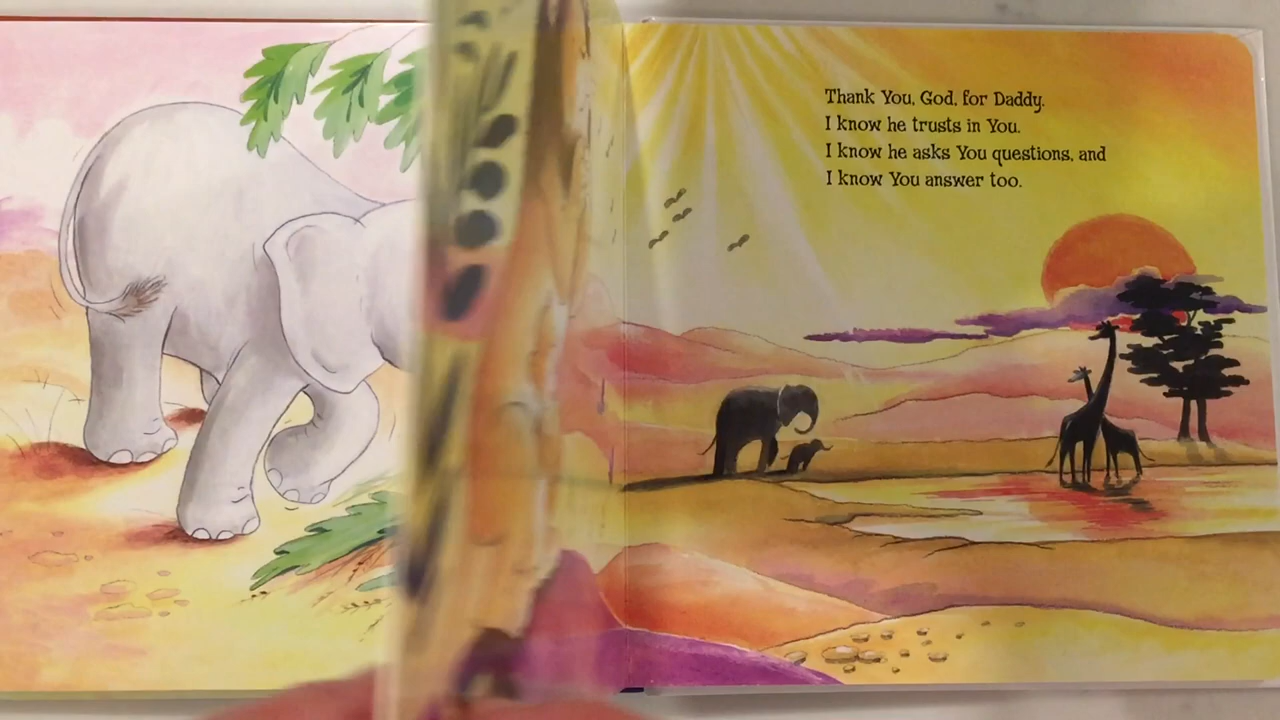 Thank You, God, for Daddy.
I know he trusts in You.
I know he asks You questions, and
I know You answer too.